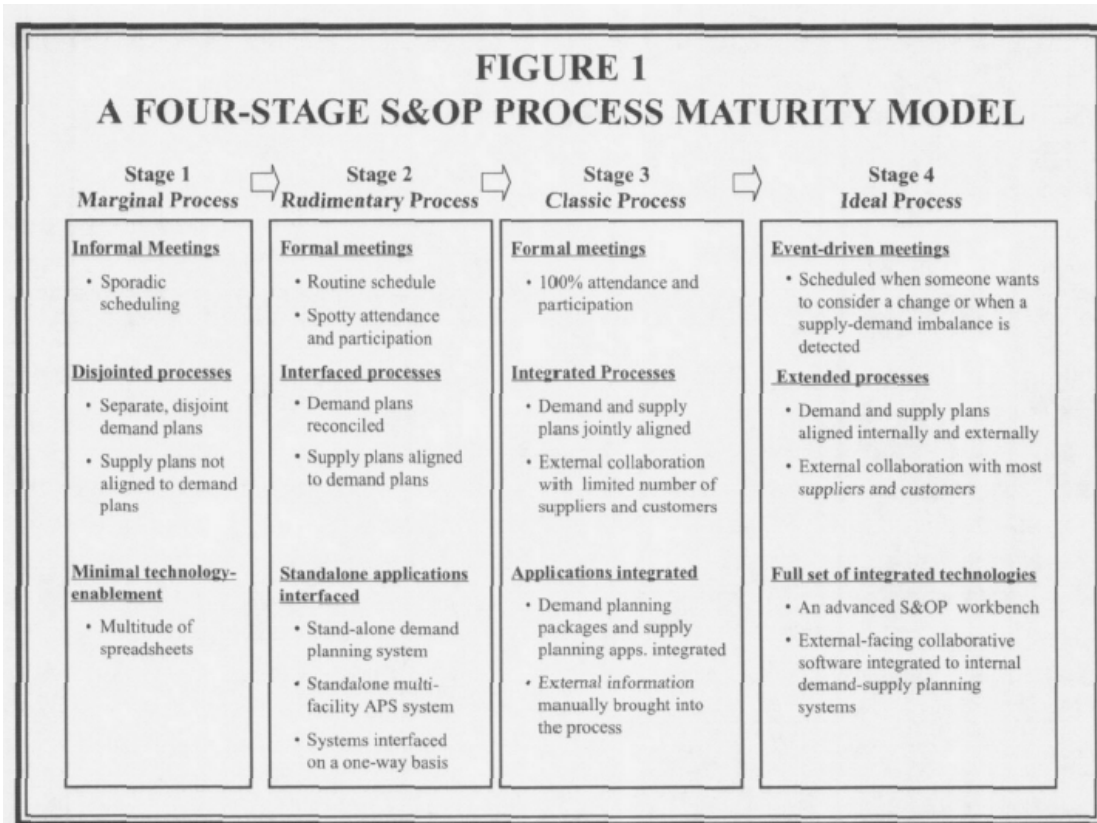 FIGURE 1
A FOUR-STAGE S&OP PROCESS MATURITY MODEL
Stage 1
Marginal Process
Stage 2
Rudimentary Process
Stage 3
Classic Process
Stage 4
Ideal Process
Informal Meetings
• Sporadic
scheduling
Disjointed processes
• Separate, disjoint
demand plans
• Supply plans not
aligned to demand
plans
Minimal technology-
enablement
• Multitude of
spreadsheets
Formal meetings
• Routine schedule
• Spotty attendance
and participation
Interfaced processes
• Demand plans
reconciled
• Supply plans aligned
to demand plans
Standalone applications
interfaced
• Stand-alone demand
planning system
• Standalone multi-
facility APS system
• Systems interfaced
on a one-way basis
Formal meetings
• 100% attendance and
participation
Integrated Processes
• Demand and supply
plans jointly aligned
• External collaboration
with limited number of
suppliers and customers
Applications integrated
• Demand planning
packages and supply
planning apps. integrated
• External information
manually brought into
the process
Event-driven meetings
• Scheduled when someone wants
to consider a change or when a
supply-demand imbalance is
detected
Extended processes
• Demand and supply plans
aligned internally and externally
• External collaboration with most
suppliers and customers
Full set of integrated technologies
• An advanced S&OP workbench
• External-facing collaborative
software integrated to internal
demand-supply planning
systems